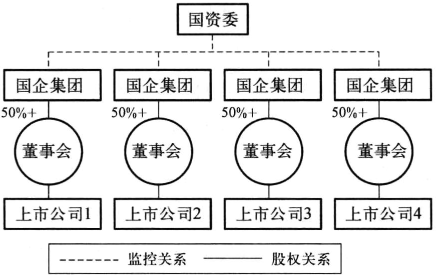 国资委
国企集团 国企集团 国企集团 国企集团
50%+ 50%+ 50%+ 50%+
董事会 董事会 董事会 董事会
上市公司1 上市公司2 上市公司3 上市公司4
监控关系 股权关系